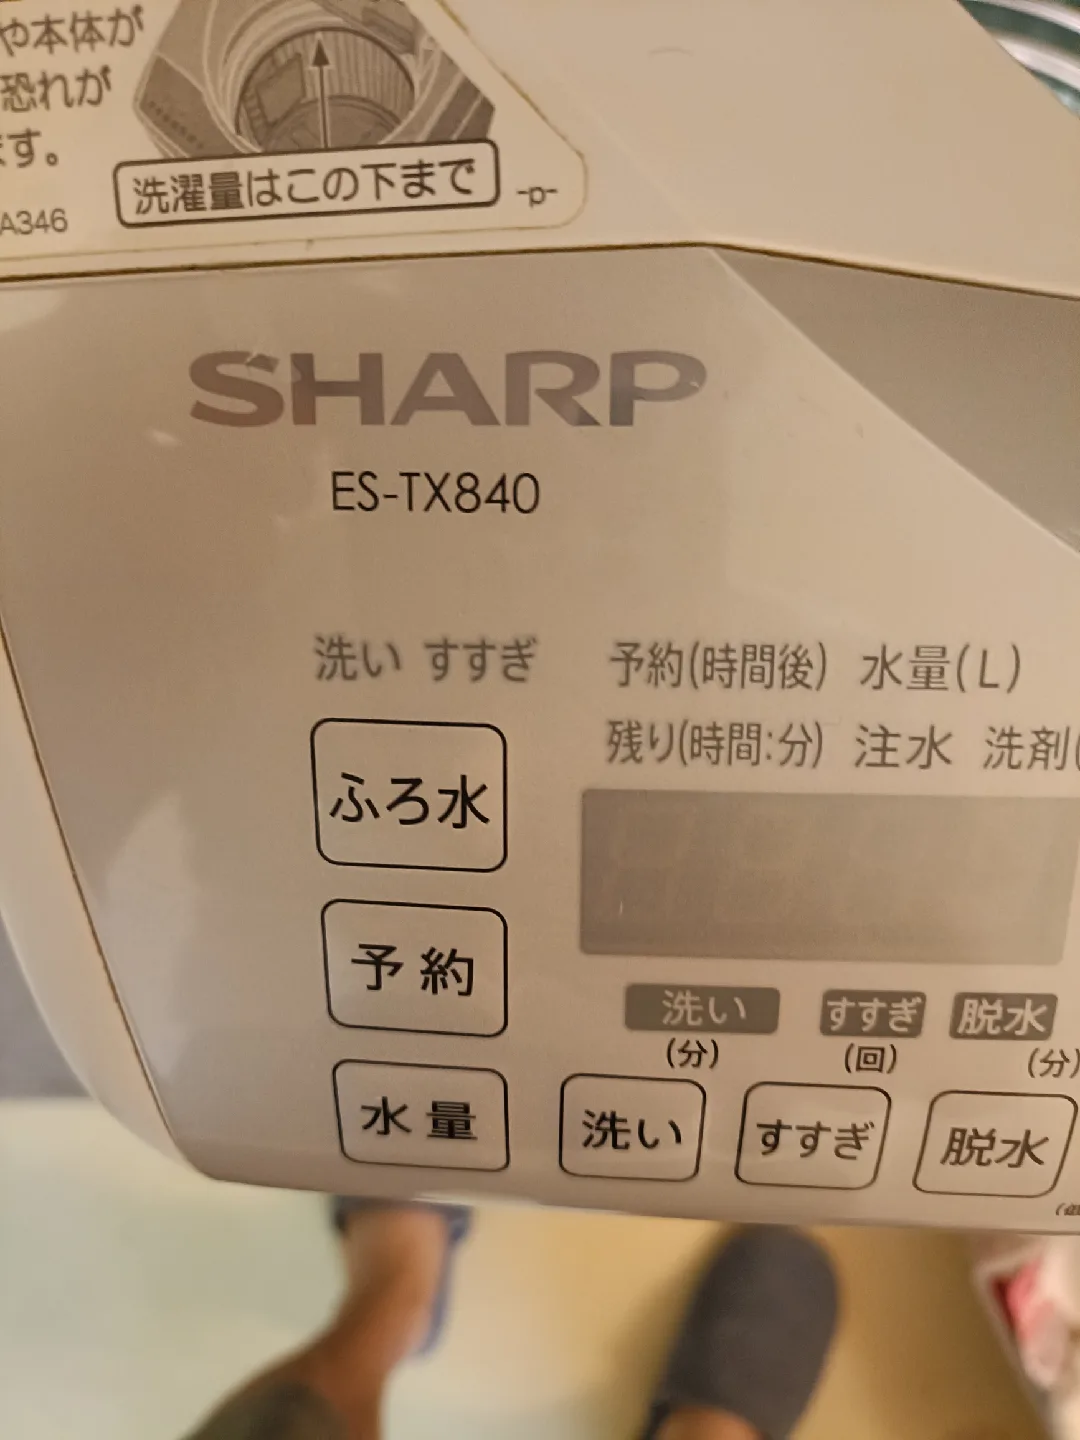 や本体が
恐れが
ます。
洗濯量はこの下まで
-p-
A346
SHARP
ES-TX840
洗い すすぎ
予約(時間後) 水量(L)
残り(時間:分) 注水 洗剤(
ふろ水
予約
水量
洗い すすぎ 脱水
(分) (回) (分)
洗い すすぎ 脱水